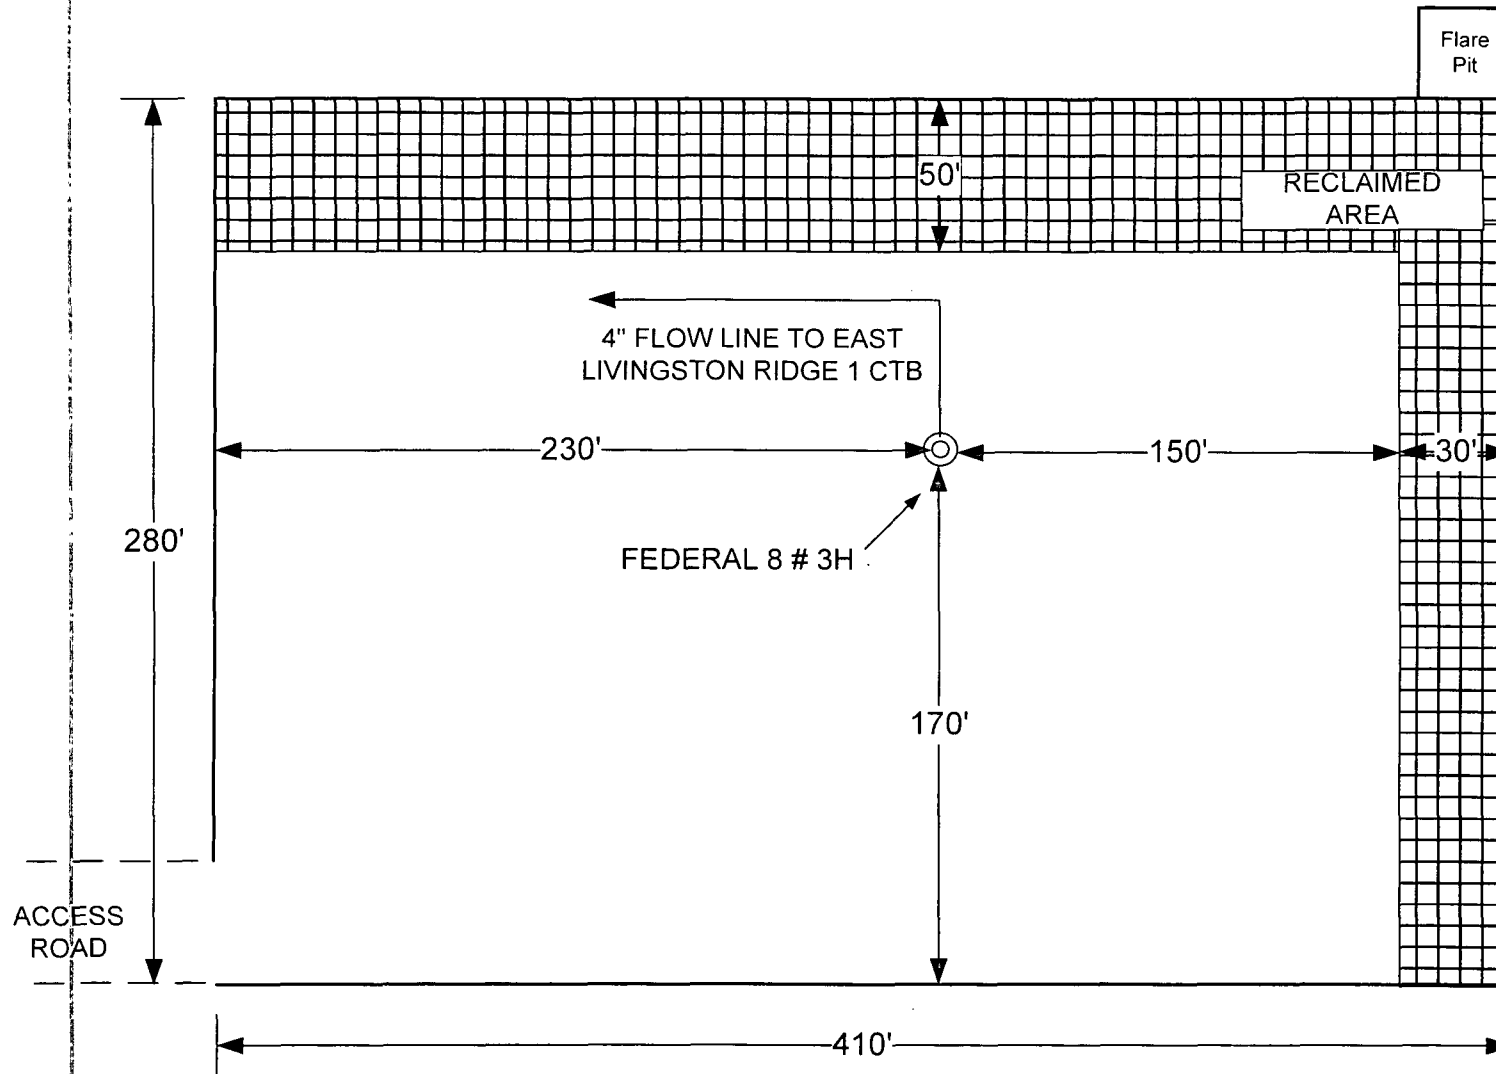 Flare
Pit
50'
RECLAIMED
AREA
4" FLOW LINE TO EAST
LIVINGSTON RIDGE 1 CTB
230'
150'
30'
280'
FEDERAL 8 # 3H
170'
ACCESS
ROAD
410'